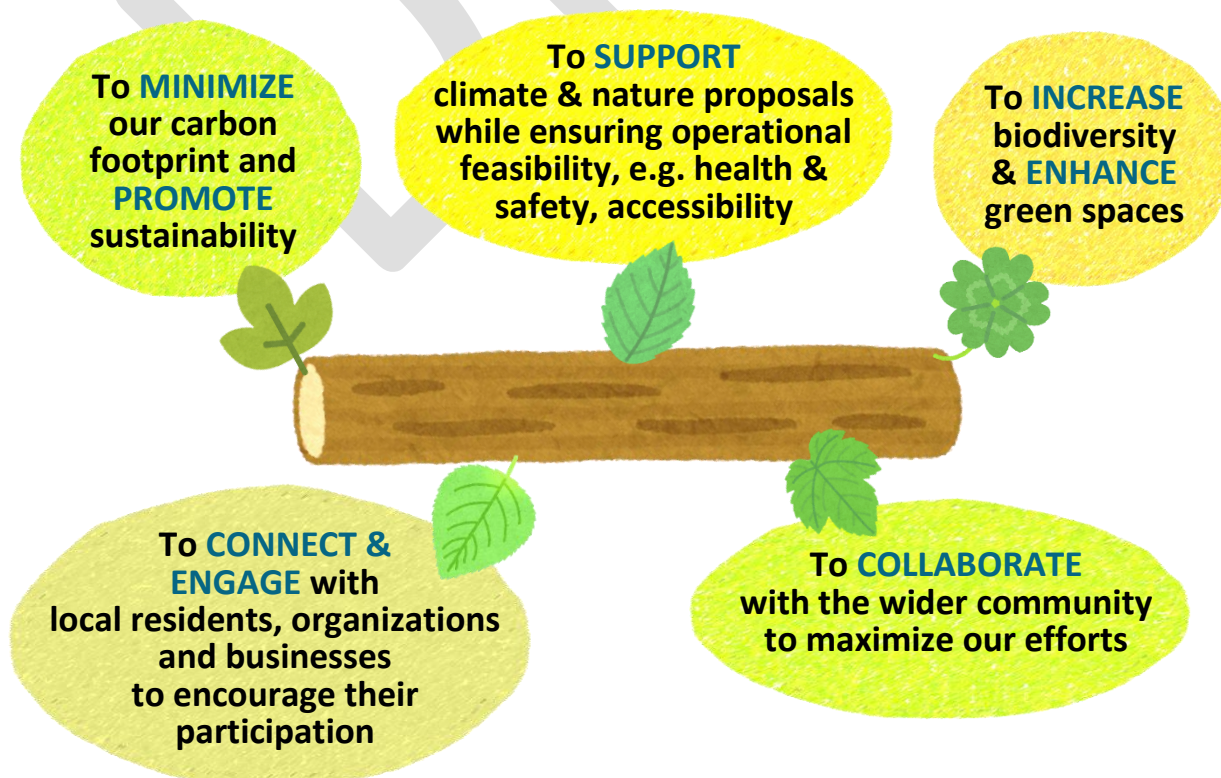 To MINIMIZE
our carbon
footprint and
PROMOTE
sustainability
To SUPPORT
climate & nature proposals
while ensuring operational
feasibility, e.g. health &
safety, accessibility
To INCREASE
biodiversity
& ENHANCE
green spaces
To CONNECT &
ENGAGE with
local residents, organizations
and businesses
to encourage their
participation
To COLLABORATE
with the wider community
to maximize our efforts